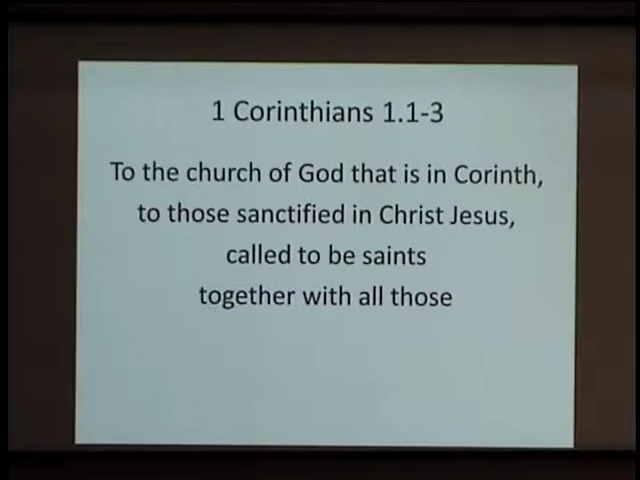 1 Corinthians 1.1-3
To the church of God that is in Corinth,
to those sanctified in Christ Jesus,
called to be saints
together with all those